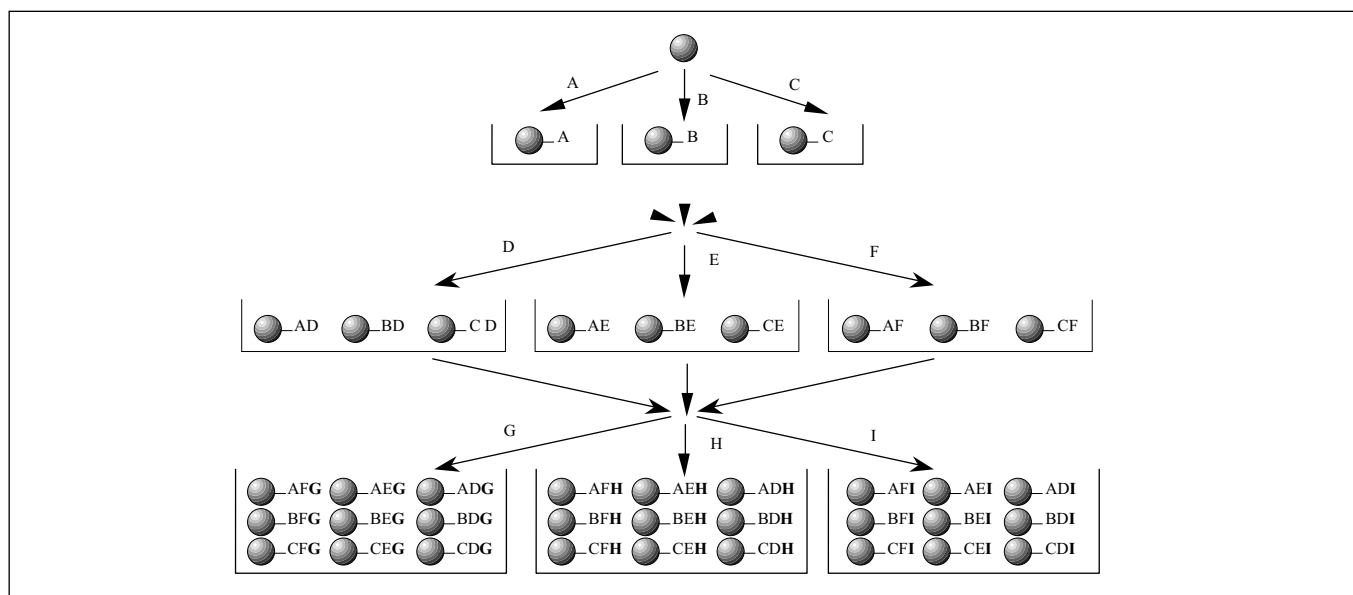 A B C
A B C
D E F
AD BD C D AE BE CE AF BF CF
G H I
AFG AEG ADG AFH AEH ADH AFI AEI ADI
BFG BEG BDG BFH BEH BDH BFI BEI BDI
CFG CEG CDG CFH CEH CDH CFI CEI CDI